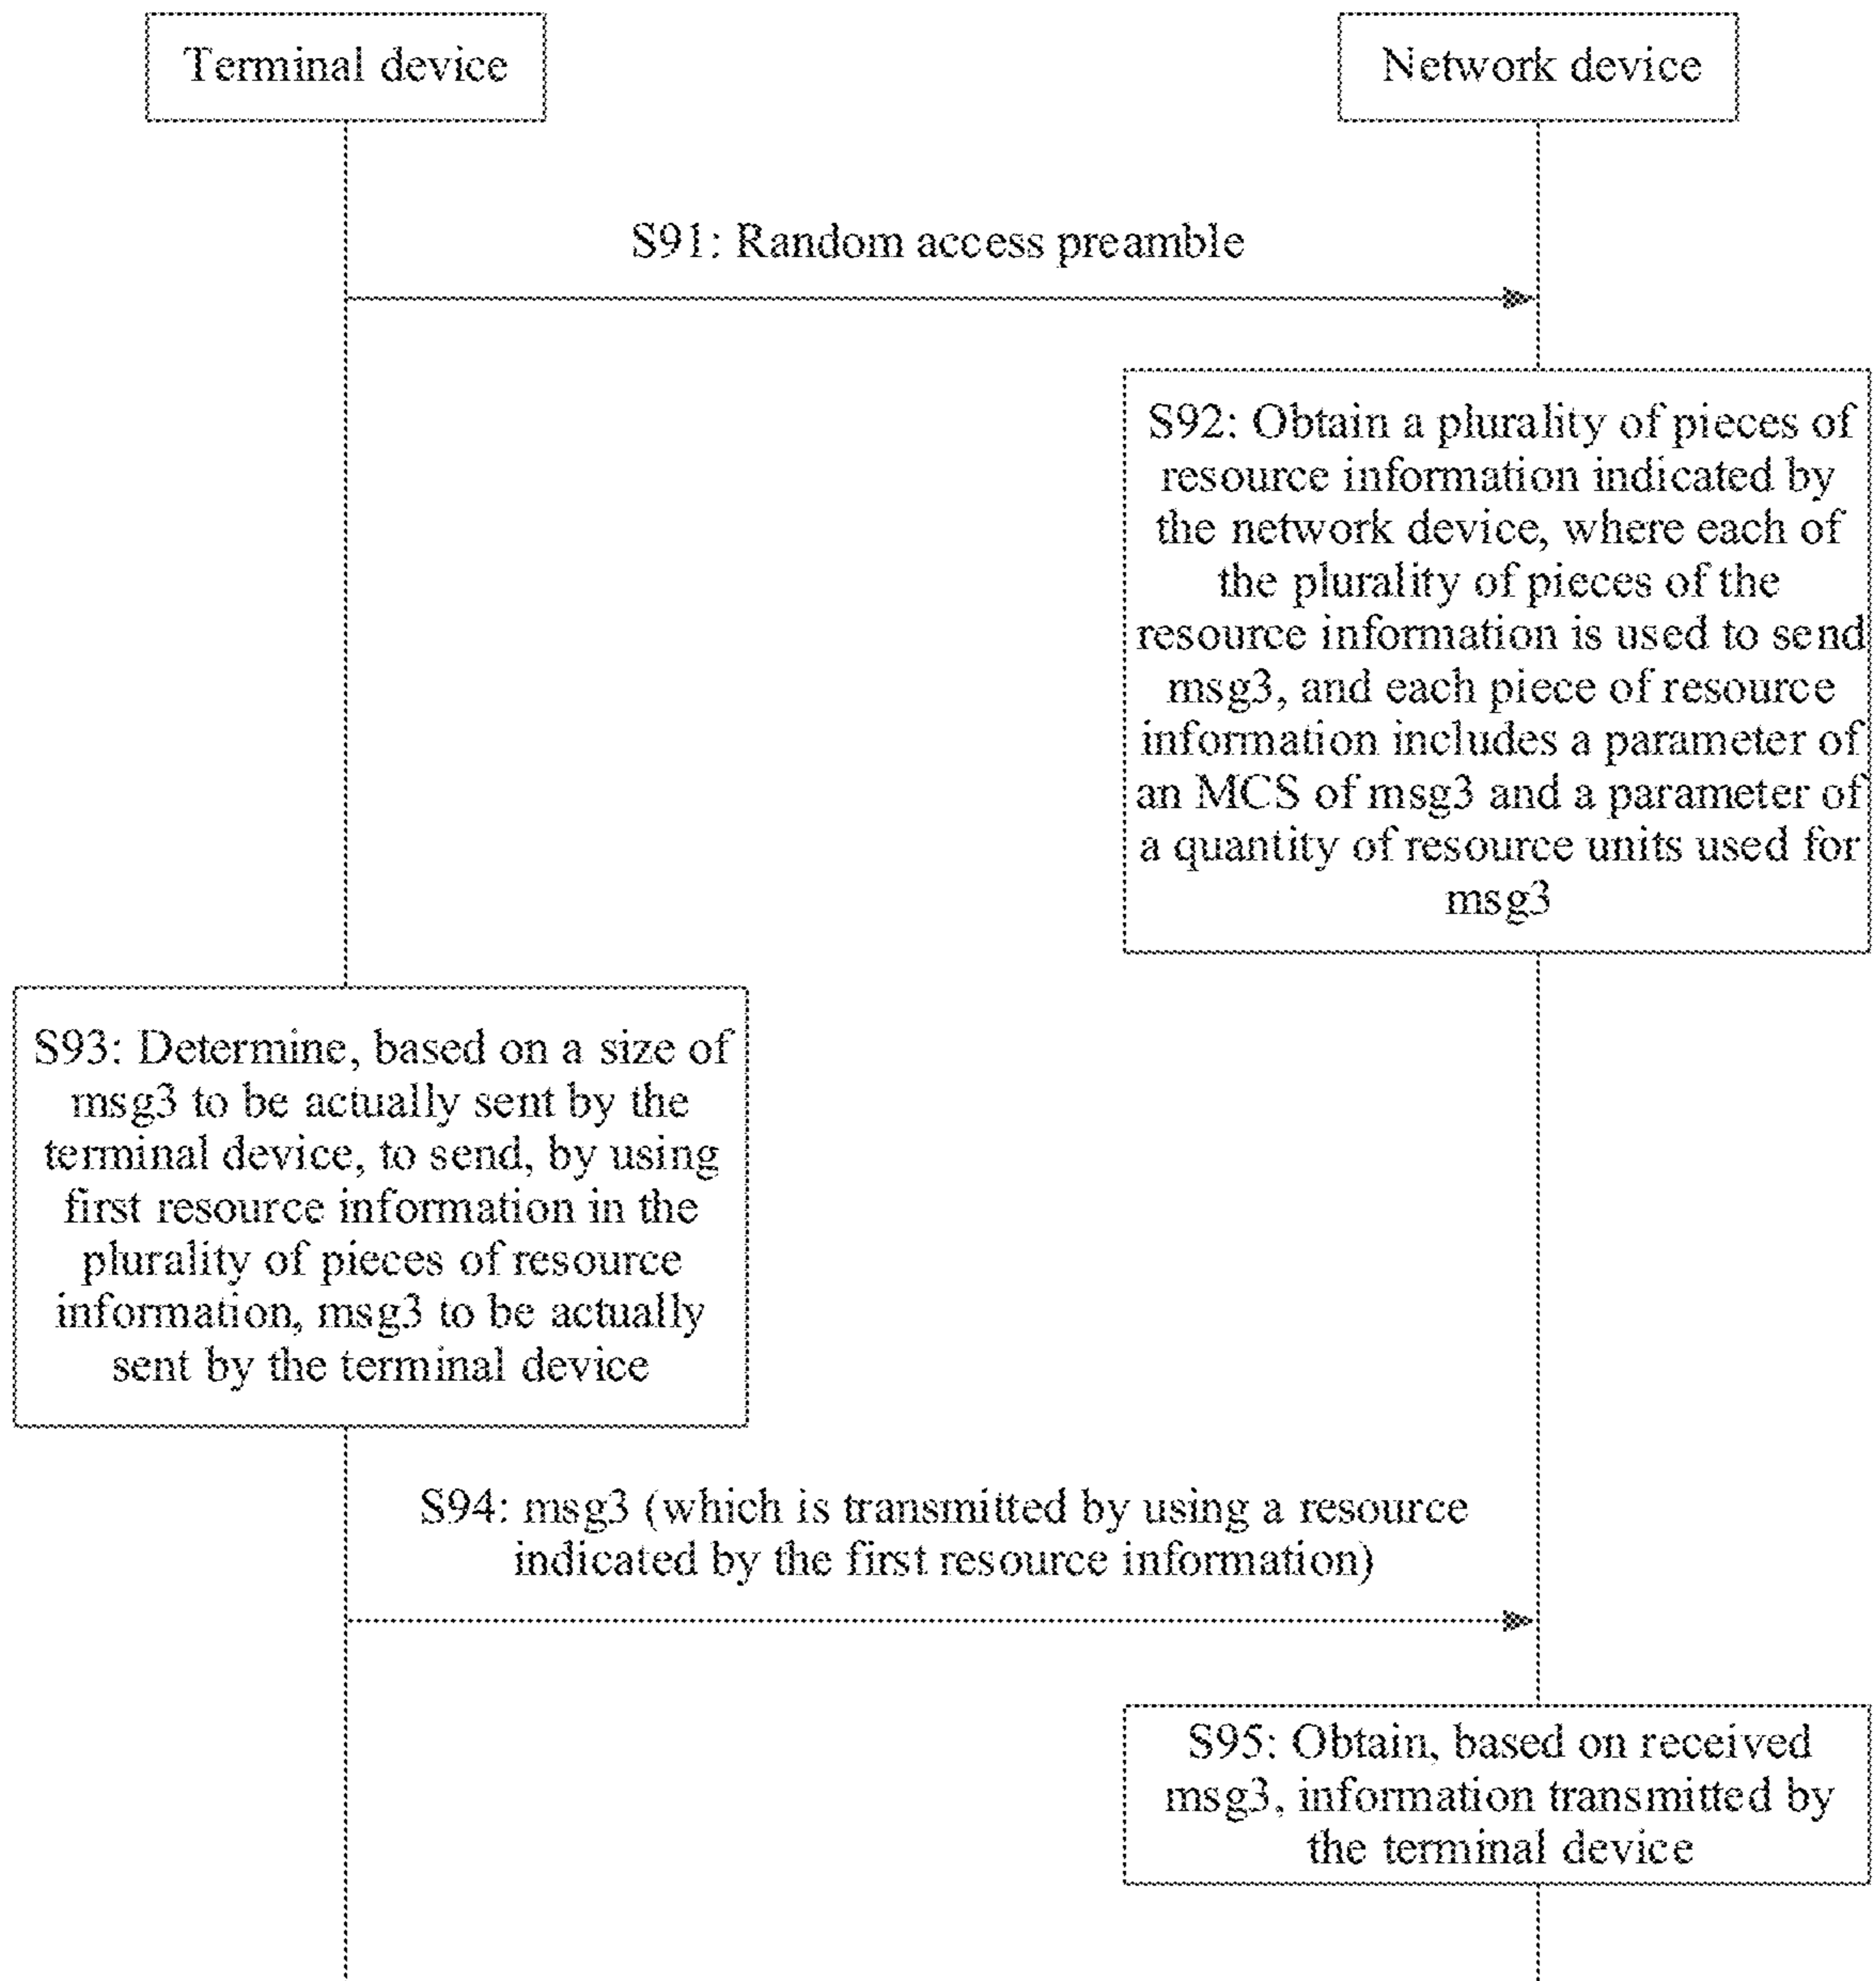 Terminal device
Network device
S91: Random access preamble
S92: Obtain a plurality of pieces of
resource information indicated by
the network device, where each of
the plurality of pieces of the
resource information is used to send
msg3, and each piece of resource
information includes a parameter of
an MCS of msg3 and a parameter of
a quantity of resource units used for
msg3
S93: Determine, based on a size of
msg3 to be actually sent by the
terminal device, to send, by using
first resource information in the
plurality of pieces of resource
information, msg3 to be actually
sent by the terminal device
S94: msg3 (which is transmitted by using a resource
indicated by the first resource information)
S95: Obtain, based on received
msg3, information transmitted by
the terminal device